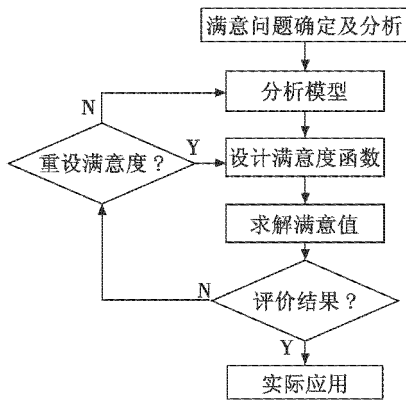 满意问题确定及分析
分析模型
N
重设满意度？
Y
设计满意度函数
求解满意值
N
评价结果？
Y
实际应用